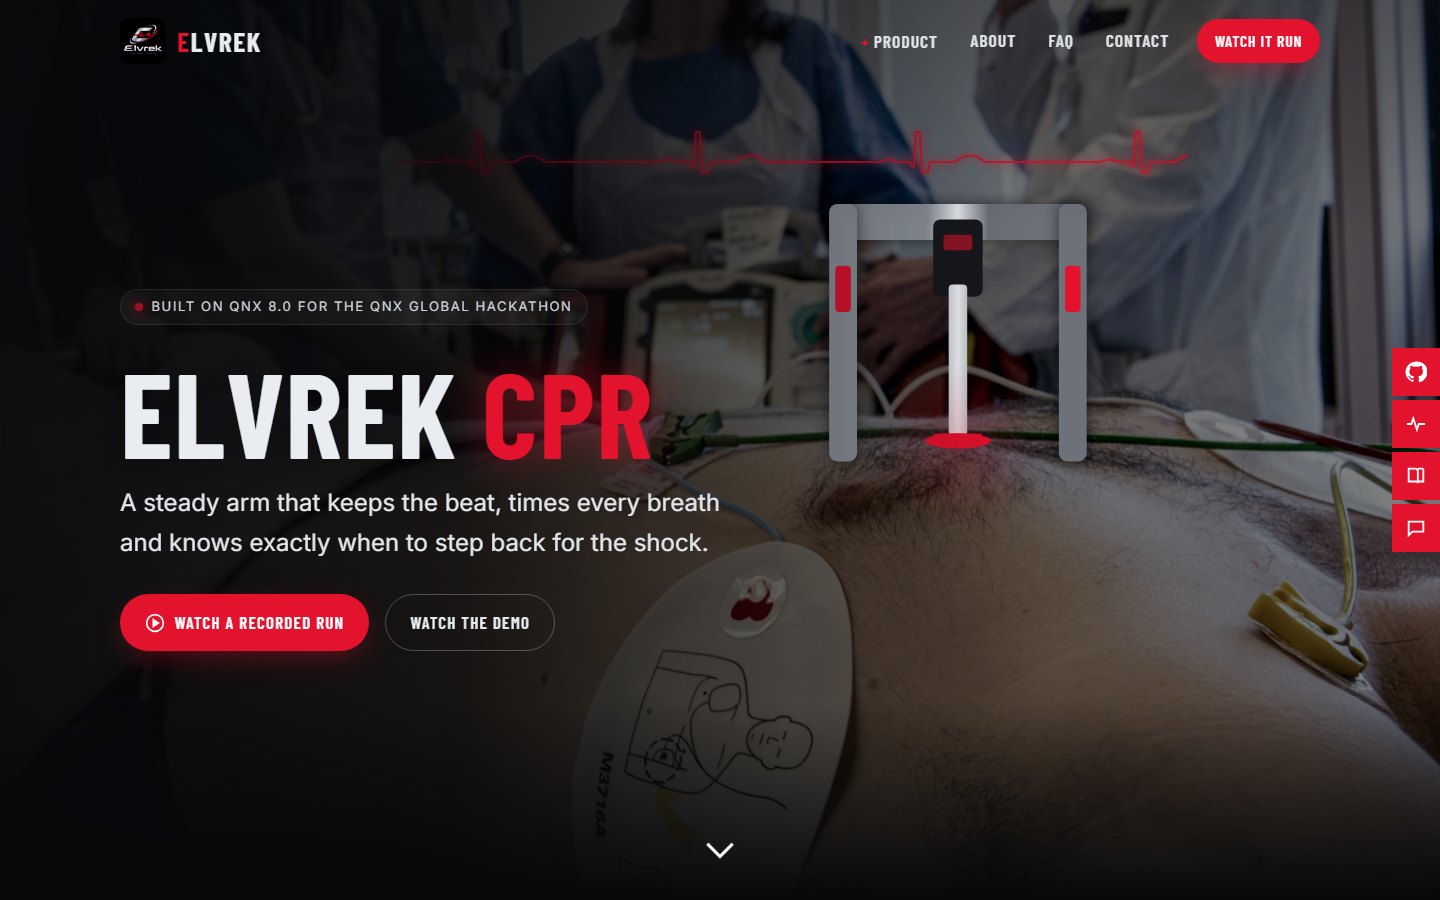 Elvrek
ELVREK
+ PRODUCT
ABOUT
FAQ
CONTACT
WATCH IT RUN
BUILT ON QNX 8.0 FOR THE QNX GLOBAL HACKATHON
ELVREK CPR
A steady arm that keeps the beat, times every breath
and knows exactly when to step back for the shock.
WATCH A RECORDED RUN
WATCH THE DEMO
M3716A